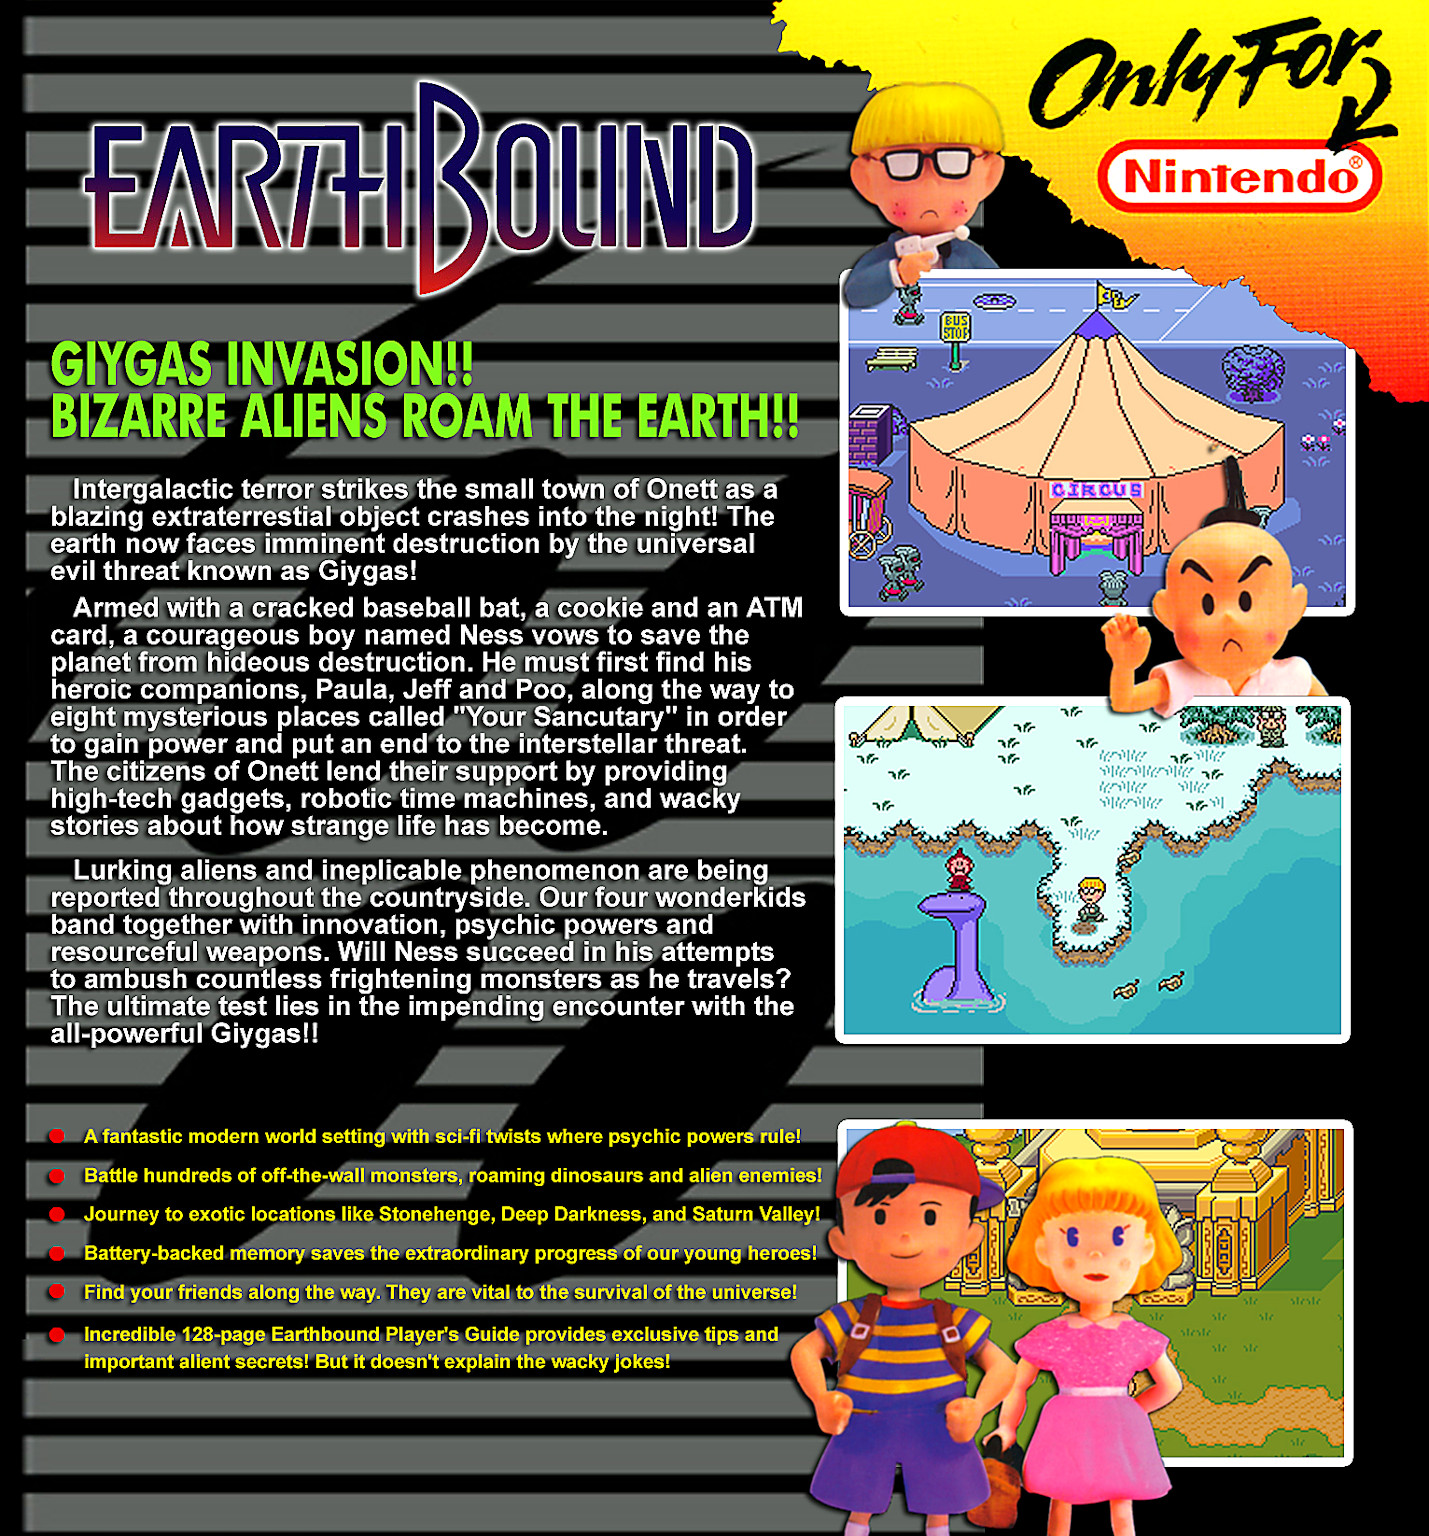 EARTHBOUND
Only For
Nintendo®
GIYGAS INVASION!!
BIZARRE ALIENS ROAM THE EARTH!!
Intergalactic terror strikes the small town of Onett as a
blazing extraterrestial object crashes into the night! The
earth now faces imminent destruction by the universal
evil threat known as Giygas!
Armed with a cracked baseball bat, a cookie and an ATM
card, a courageous boy named Ness vows to save the
planet from hideous destruction. He must first find his
heroic companions, Paula, Jeff and Poo, along the way to
eight mysterious places called "Your Sancutary" in order
to gain power and put an end to the interstellar threat.
The citizens of Onett lend their support by providing
high-tech gadgets, robotic time machines, and wacky
stories about how strange life has become.
Lurking aliens and ineplicable phenomenon are being
reported throughout the countryside. Our four wonderkids
band together with innovation, psychic powers and
resourceful weapons. Will Ness succeed in his attempts
to ambush countless frightening monsters as he travels?
The ultimate test lies in the impending encounter with the
all-powerful Giygas!!
A fantastic modern world setting with sci-fi twists where psychic powers rule!
Battle hundreds of off-the-wall monsters, roaming dinosaurs and alien enemies!
Journey to exotic locations like Stonehenge, Deep Darkness, and Saturn Valley!
Battery-backed memory saves the extraordinary progress of our young heroes!
Find your friends along the way. They are vital to the survival of the universe!
Incredible 128-page Earthbound Player's Guide provides exclusive tips and
important alient secrets! But it doesn't explain the wacky jokes!
BUS
STOP
CIRCUS